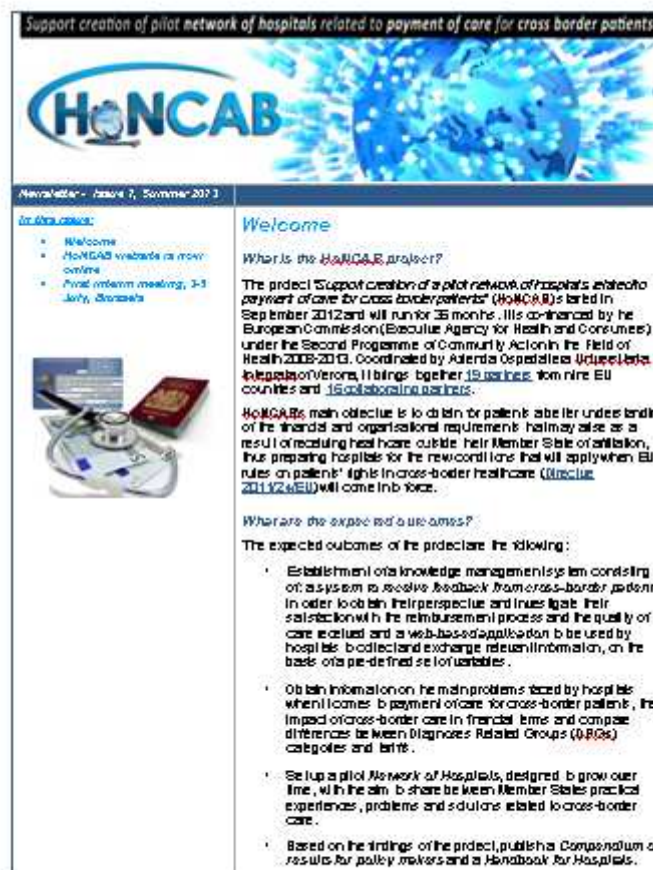 Support creation of pilot network of hospitals related to payment of care for cross border patients
HoNCAB
Newsletter - Issue 1, Summer 2013
In this issue:
• Welcome
• HoNCAB website is now
online
• First interim meeting, 
July, Brussels
Welcome
What is the HoNCAB project?
The project "Support creation of a pilot network of hospitals related to
payment of care for cross border patients" (HoNCAB) started in
September 2012 and will run for 36 months. It is co-financed by the
European Commission (Executive Agency for Health and Consumers)
under the Second Programme of Community Action in the Field of
Health 2008-2013. Coordinated by Azienda Ospedaliera Universitaria
Integrata of Verona, it brings together 19 partners from nine EU
countries and 16 collaborating partners.
HoNCAB's main objective is to obtain for patients a better
of the financial and organisational requirements that may arise as a
result of receiving healthcare outside their Member State of affiliation,
thus preparing hospitals for the new conditions that will apply when EU
rules on patients' rights in cross-border healthcare (Directive
2011/24/EU) will come into force.
What are the expected outcomes?
The expected outcomes of the project are the following:
• Establishment of a knowledge management system consisting
of: a system to receive feedback from cross-border
in order to obtain their perspective and investigate their
satisfaction with the reimbursement process and the quality of
care received and a web-based application to be used by
hospitals to collect and exchange relevant information, on the
basis of a pre-defined set of variables.
• Obtain information on the main problems faced by hospitals
when it comes to payment of care for cross-border patients, the
impact of cross-border care in financial terms and compare
differences between Diagnoses Related Groups (DRGs)
categories and tariffs.
• Set up a pilot Network of Hospitals, designed to grow over
time, with the aim to share between Member States practical
experiences, problems and solutions related to cross-border
care.
• Based on the findings of the project, publish a Compendium
results for policy makers and a Handbook for Hospitals.